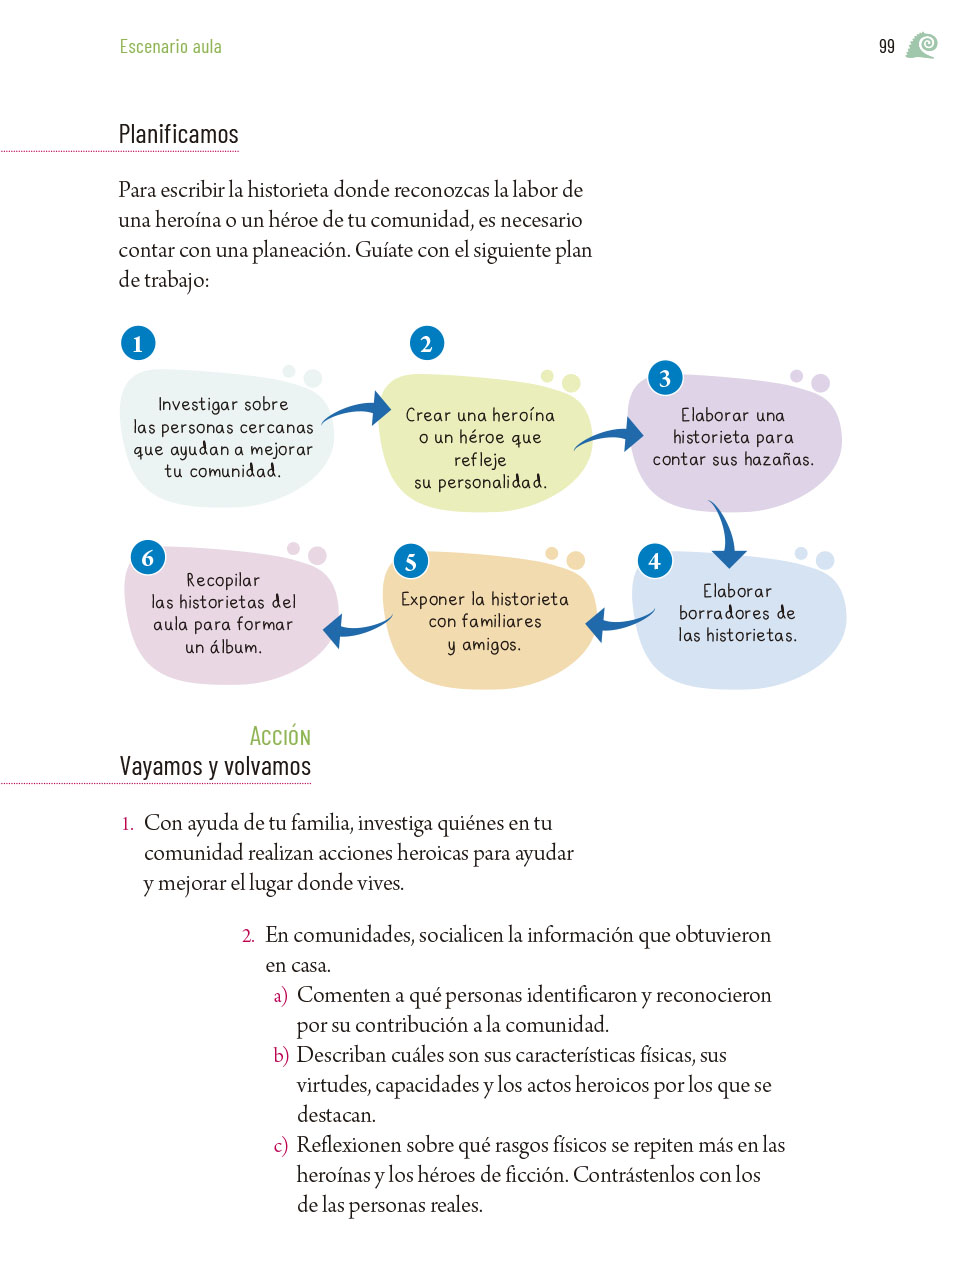 Escenario aula
99
Planificamos
Para escribir la historieta donde reconozcas la labor de
una heroína o un héroe de tu comunidad, es necesario
contar con una planeación. Guíate con el siguiente plan
de trabajo:
1
Investigar sobre
las personas cercanas
que ayudan a mejorar
tu comunidad.
2
Crear una heroína
o un héroe que
refleje
su personalidad.
3
Elaborar una
historieta para
contar sus hazañas.
4
Elaborar
borradores de
las historietas.
5
Exponer la historieta
con familiares
y amigos.
6
Recopilar
las historietas del
aula para formar
un álbum.
Acción
Vayamos y volvamos
1. Con ayuda de tu familia, investiga quiénes en tu
comunidad realizan acciones heroicas para ayudar
y mejorar el lugar donde vives.
2. En comunidades, socialicen la información que obtuvieron
en casa.
a) Comenten a qué personas identificaron y reconocieron
por su contribución a la comunidad.
b) Describan cuáles son sus características físicas, sus
virtudes, capacidades y los actos heroicos por los que se
destacan.
c) Reflexionen sobre qué rasgos físicos se repiten más en las
heroínas y los héroes de ficción. Contrástenlos con los
de las personas reales.